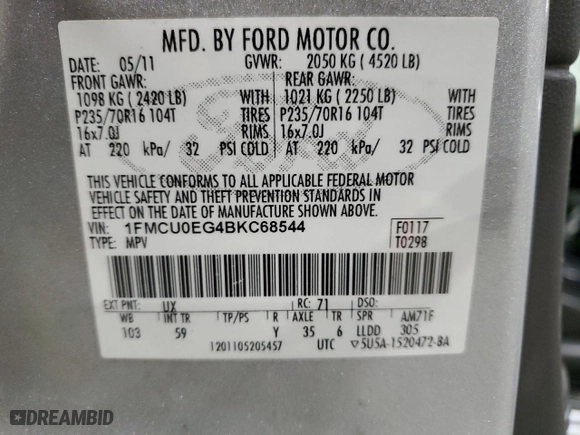 MFD. BY FORD MOTOR CO.
DATE: 05/11 GVWR: 2050 KG (4520 LB)
FRONT GAWR: REAR GAWR:
1098 KG (2420 LB) WITH 1021 KG (2250 LB) WITH
P235/70R16 104T TIRES P235/70R16 104T TIRES
16x7.0J RIMS 16x7.0J RIMS
AT 220 kPa/ 32 PSI COLD AT 220 kPa/ 32 PSI COLD
THIS VEHICLE CONFORMS TO ALL APPLICABLE FEDERAL MOTOR
VEHICLE SAFETY AND THEFT PREVENTION STANDARDS IN
EFFECT ON THE DATE OF MANUFACTURE SHOWN ABOVE.
VIN: 1FMCU0EG4BKC68544 F0117
TYPE: MPV T0298
EXT PNT: UX RC: 71 DSO:
WB INT TR TP/PS R AXLE TR SPR AM71F
103 59 Y 35 6 LLDD 305
1201105205457 UTC ▽SU5A-1520472-BA
DREAMBID